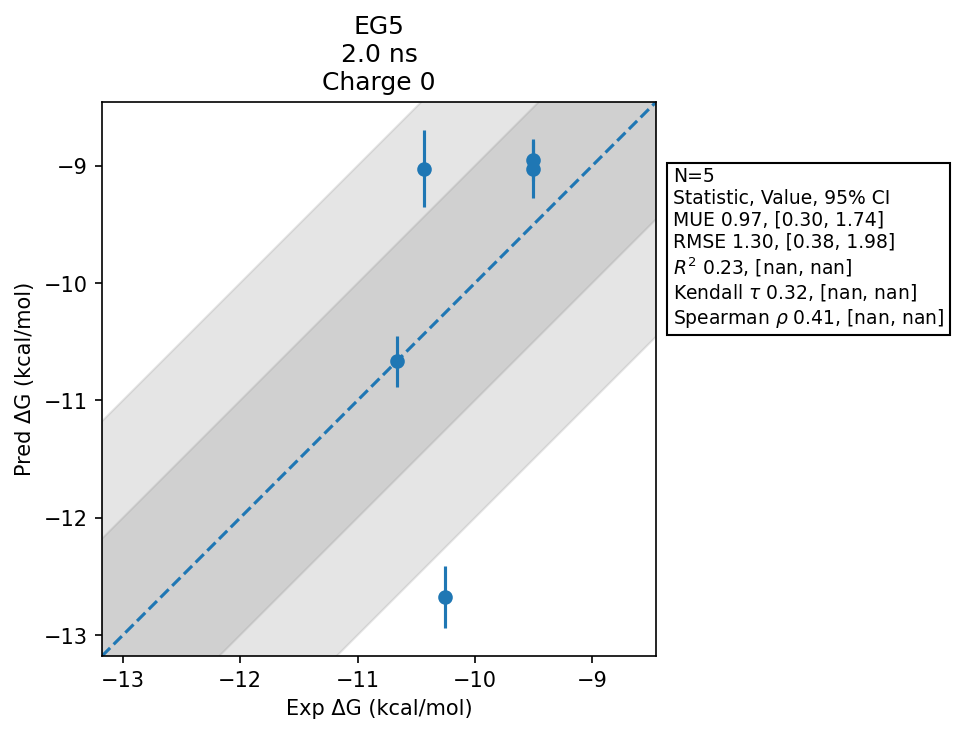 EG5
2.0 ns
Charge 0
Pred ΔG (kcal/mol)
−9
−10
−11
−12
−13
−13
−12
−11
−10
−9
Exp ΔG (kcal/mol)
N=5
Statistic, Value, 95% CI
MUE 0.97, [0.30, 1.74]
RMSE 1.30, [0.38, 1.98]
R² 0.23, [nan, nan]
Kendall τ 0.32, [nan, nan]
Spearman ρ 0.41, [nan, nan]